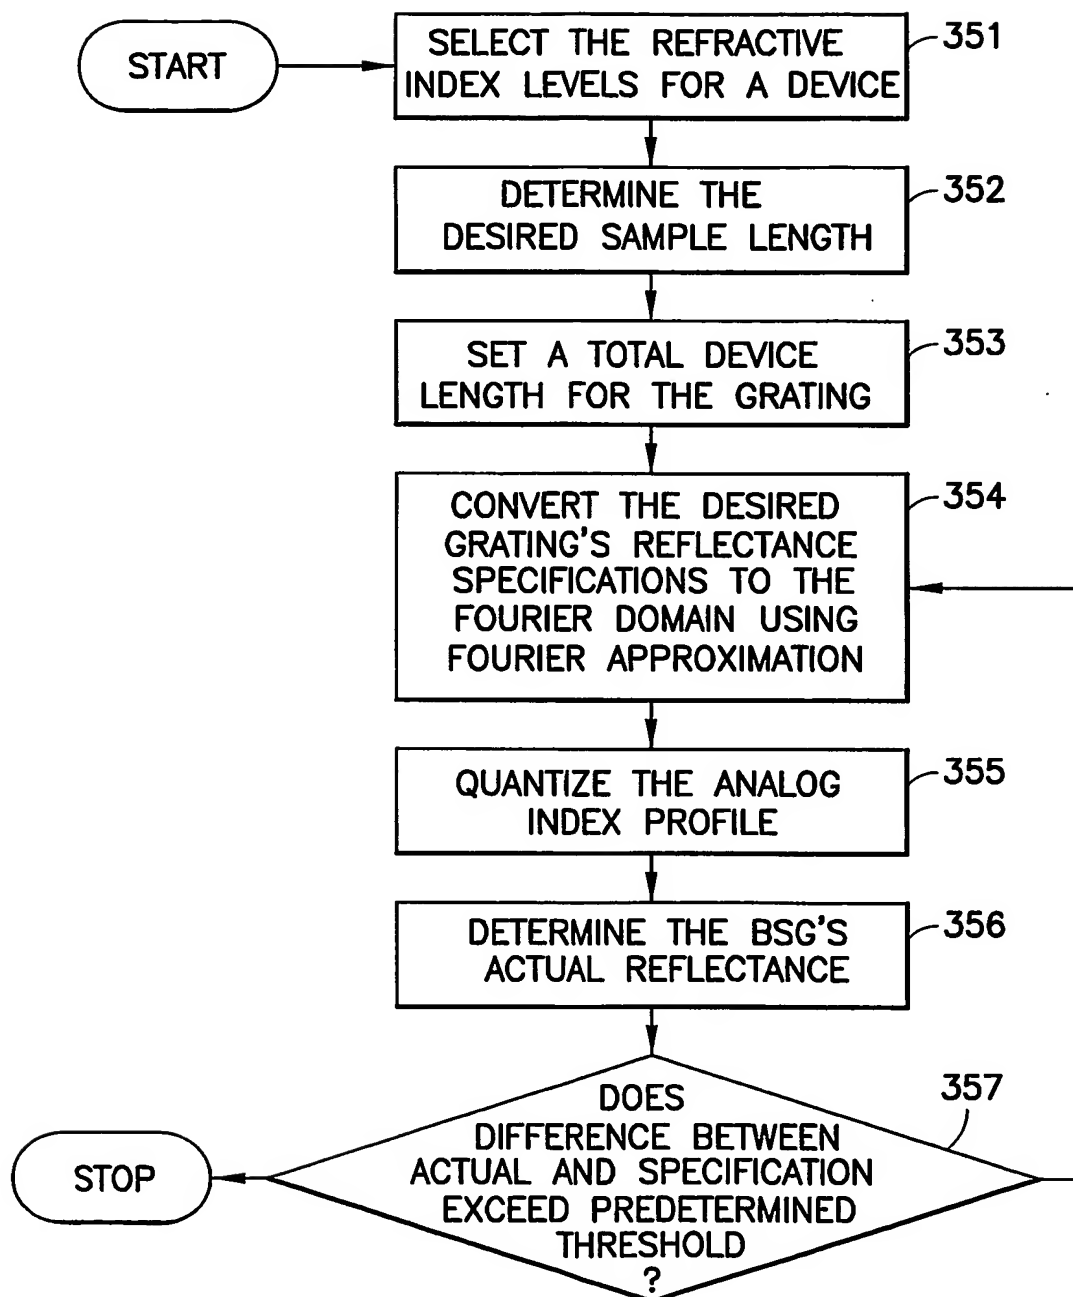 START
SELECT THE REFRACTIVE
INDEX LEVELS FOR A DEVICE
351
DETERMINE THE
DESIRED SAMPLE LENGTH
352
SET A TOTAL DEVICE
LENGTH FOR THE GRATING
353
CONVERT THE DESIRED
GRATING'S REFLECTANCE
SPECIFICATIONS TO THE
FOURIER DOMAIN USING
FOURIER APPROXIMATION
354
QUANTIZE THE ANALOG
INDEX PROFILE
355
DETERMINE THE BSG'S
ACTUAL REFLECTANCE
356
DOES
DIFFERENCE BETWEEN
ACTUAL AND SPECIFICATION
EXCEED PREDETERMINED
THRESHOLD
?
357
STOP